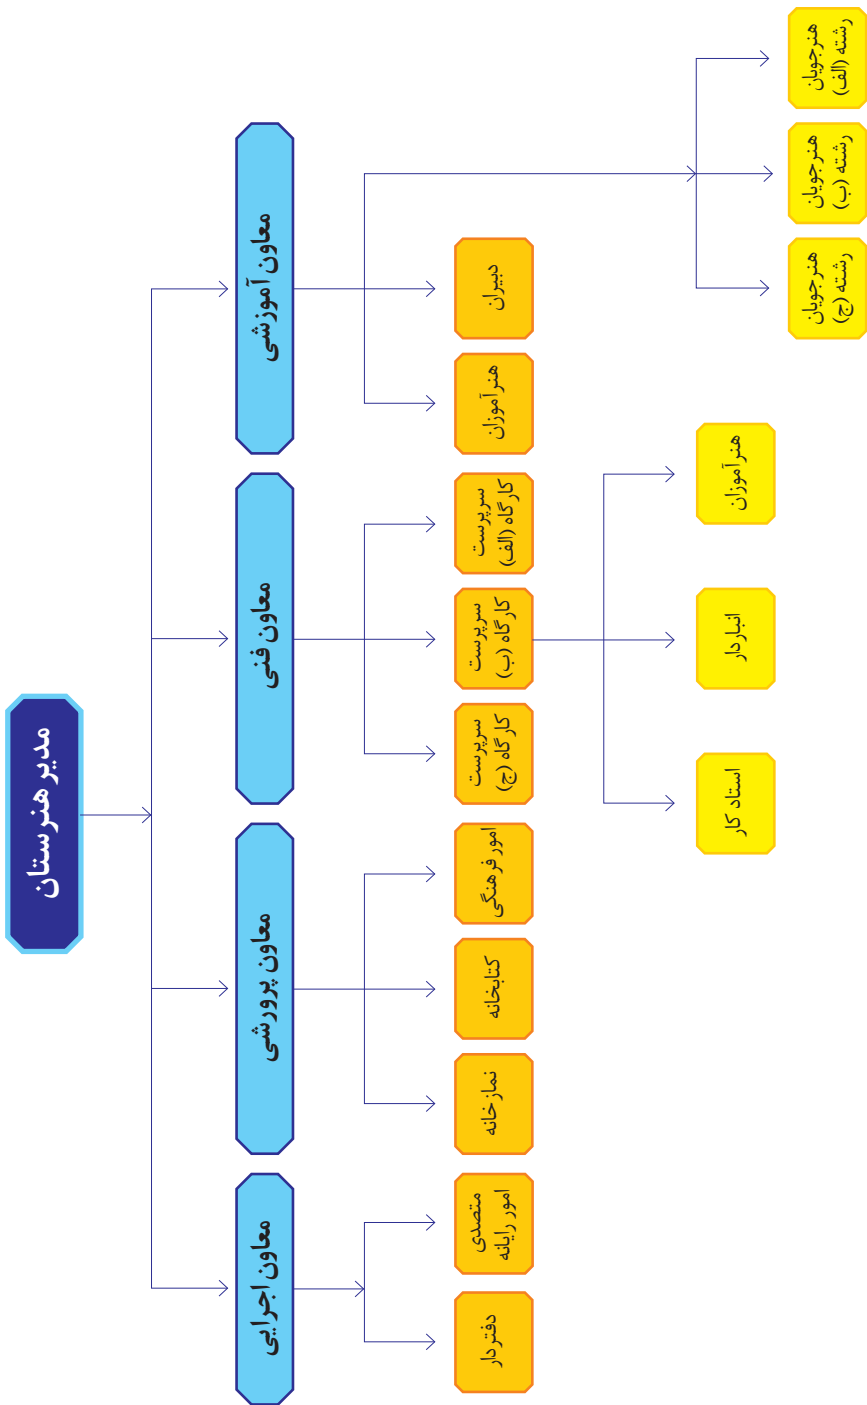 مدیر هنرستان
معاون آموزشی
معاون فنی
معاون پرورشی
معاون اجرایی
دبیران
هنرآموزان
سرپرست
کارگاه (الف)
سرپرست
کارگاه (ب)
سرپرست
کارگاه (ج)
امور فرهنگی
کتابخانه
نمازخانه
متصدی
امور رایانه
دفتردار
هنرآموزان
انباردار
استاد کار
هنرجویان
رشته (الف)
هنرجویان
رشته (ب)
هنرجویان
رشته (ج)